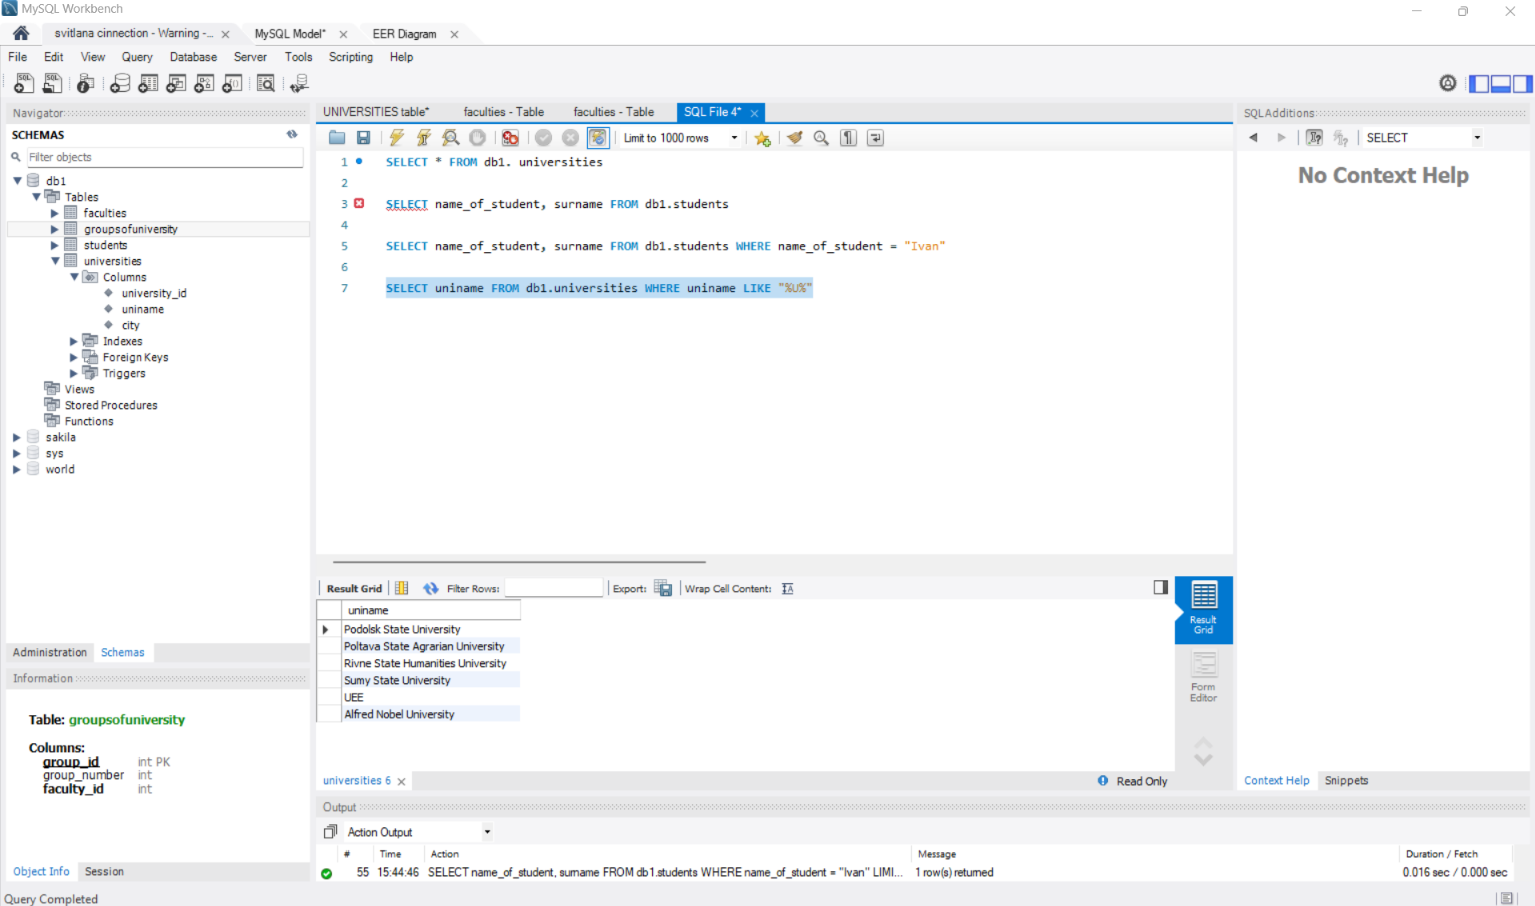 MySQL Workbench
svitlana cinnection - Warning -...
MySQL Model*
EER Diagram
File Edit View Query Database Server Tools Scripting Help
Navigator
SCHEMAS
Filter objects
db1
Tables
faculties
groupsofuniversity
students
universities
Columns
university_id
uniname
city
Indexes
Foreign Keys
Triggers
Views
Stored Procedures
Functions
sakila
sys
world
Administration Schemas
Information
Table: groupsofuniversity
Columns:
group_id int PK
group_number int
faculty_id int
Object Info Session
Query Completed
UNIVERSITIES table* faculties - Table faculties - Table SQL File 4*
Limit to 1000 rows
1 SELECT * FROM db1. universities
2
3 SELECT name_of_student, surname FROM db1.students
4
5 SELECT name_of_student, surname FROM db1.students WHERE name_of_student = "Ivan"
6
7 SELECT uniname FROM db1.universities WHERE uniname LIKE "%U%"
Result Grid Filter Rows: Export: Wrap Cell Content:
uniname
Podolsk State University
Poltava State Agrarian University
Rivne State Humanities University
Sumy State University
UEE
Alfred Nobel University
Result
Grid
Form
Editor
universities 6
Read Only
Output
Action Output
# Time Action Message Duration / Fetch
55 15:44:46 SELECT name_of_student, surname FROM db1.students WHERE name_of_student = "Ivan" LIMI... 1 row(s) returned 0.016 sec / 0.000 sec
SQLAdditions
SELECT
No Context Help
Context Help Snippets